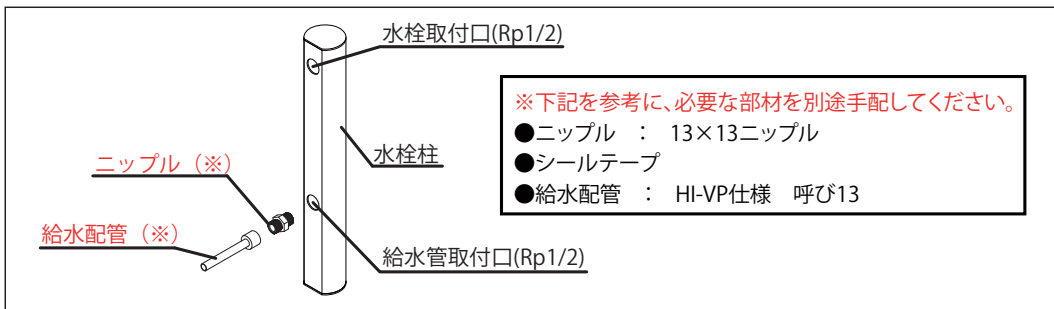 水栓取付口(Rp1/2)
※下記を参考に、必要な部材を別途手配してください。
●ニップル ： 13×13ニップル
●シールテープ
●給水配管 ： HI-VP仕様 呼び13
水栓柱
ニップル（※）
給水配管（※）
給水管取付口(Rp1/2)